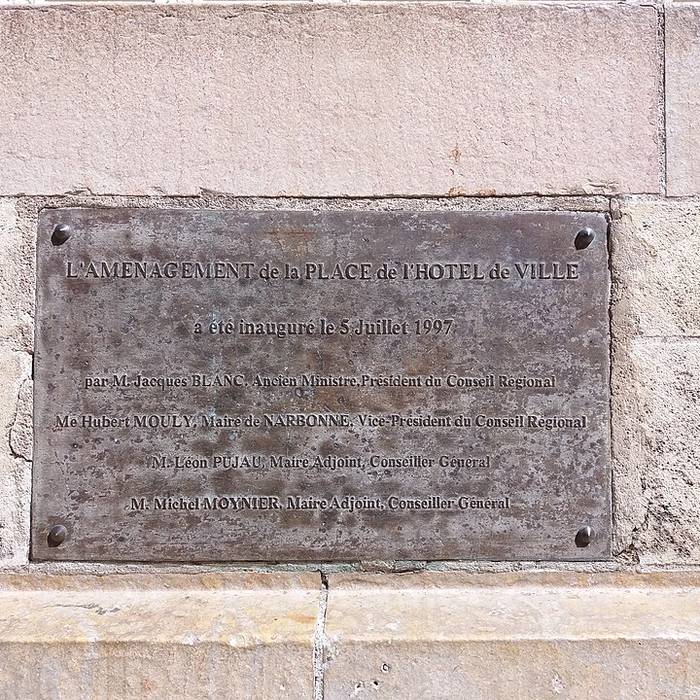 L'AMENAGEMENT de la PLACE de l'HOTEL de VILLE
a été inauguré le 5 Juillet 1997
par M. Jacques BLANC, Ancien Ministre, Président du Conseil Régional
Me Hubert MOULY, Maire de NARBONNE, Vice-Président du Conseil Régional
M. Léon PUJAU, Maire Adjoint, Conseiller Général
M. Michel MOYNIER, Maire Adjoint, Conseiller Général